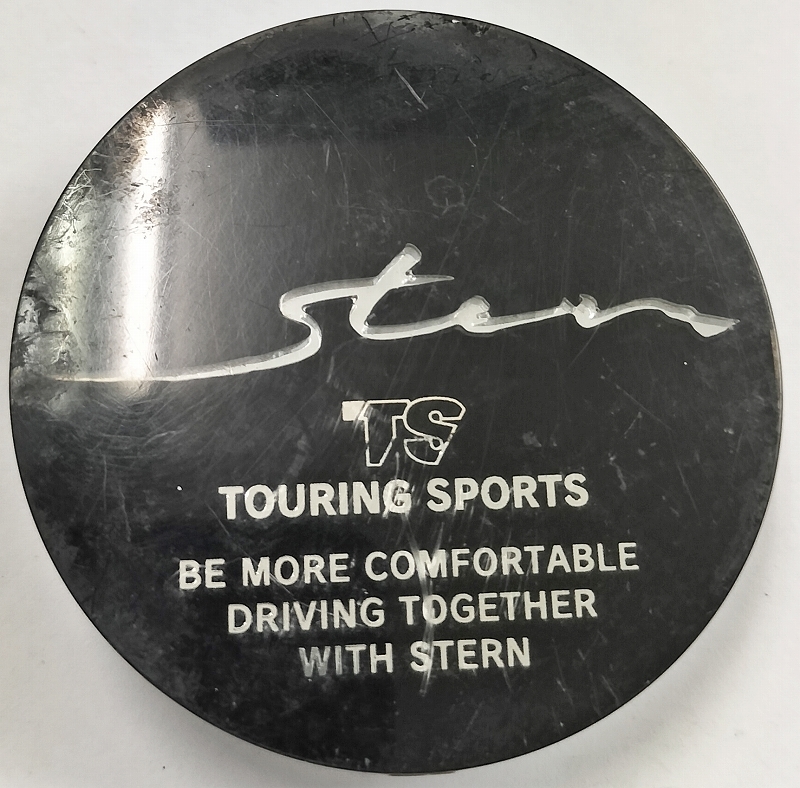 Stern
TS
TOURING SPORTS
BE MORE COMFORTABLE
DRIVING TOGETHER
WITH STERN